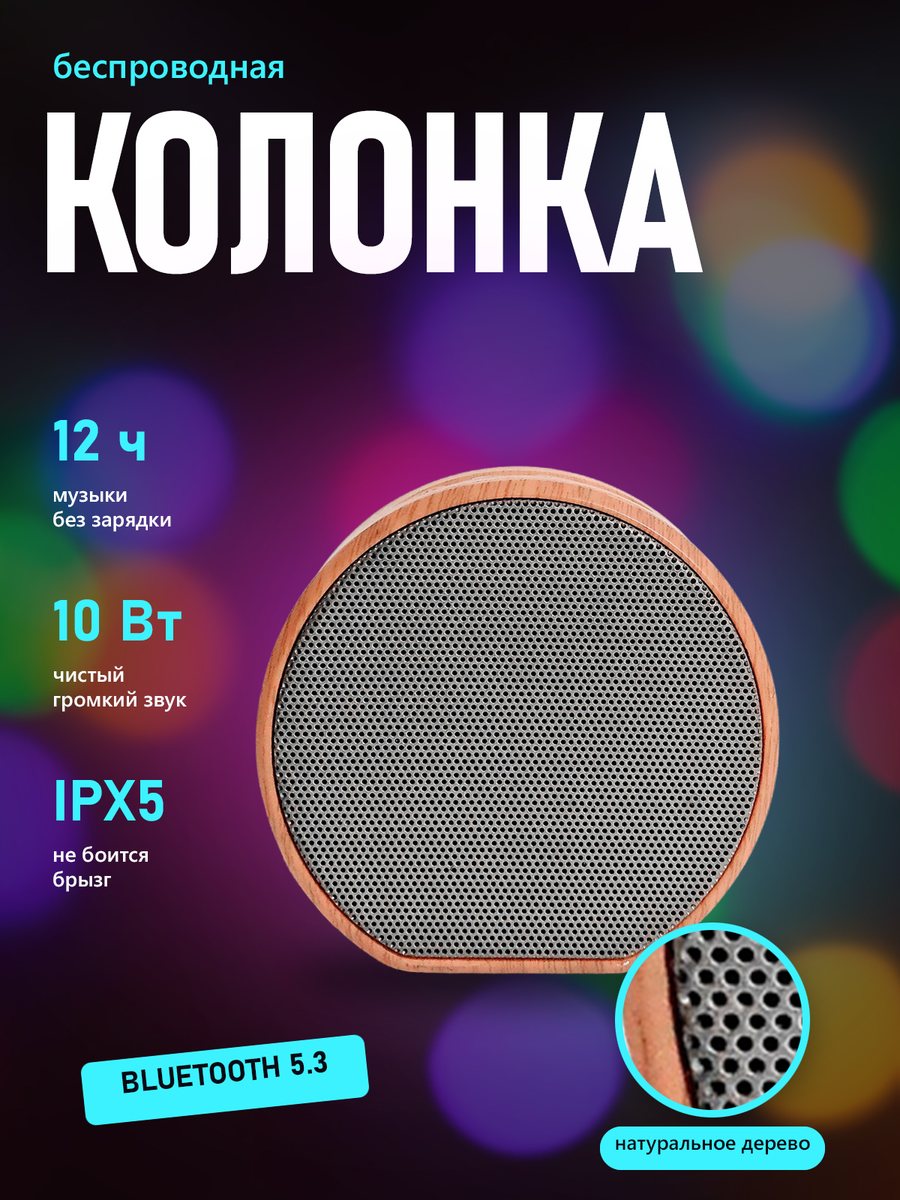 беспроводная
КОЛОНКА
12 ч
музыки
без зарядки
10 Вт
чистый
громкий звук
IPX5
не боится
брызг
BLUETOOTH 5.3
натуральное дерево